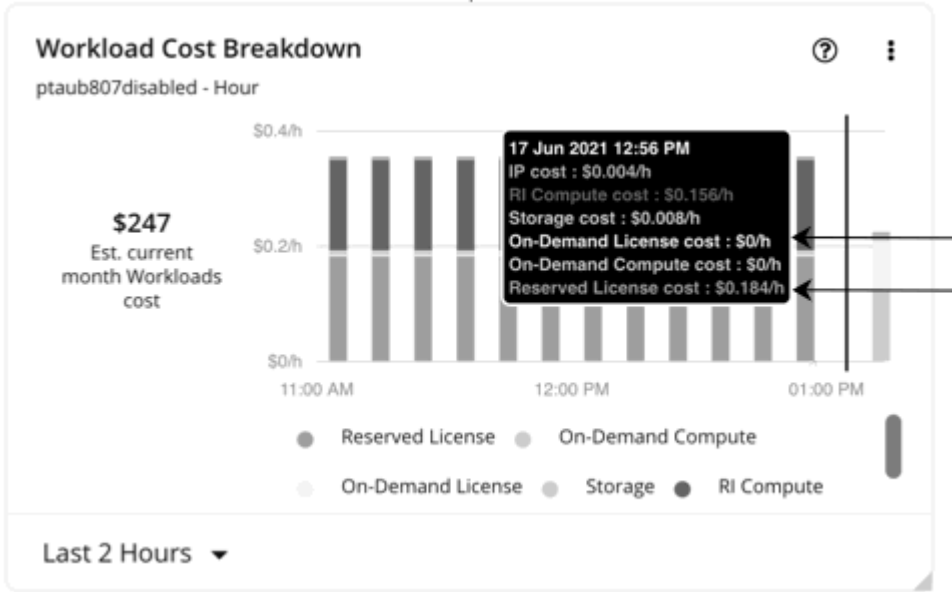 Workload Cost Breakdown
ptaub807disabled - Hour
$0.4/h
17 Jun 2021 12:56 PM
IP cost : $0.004/h
RI Compute cost : $0.156/h
Storage cost : $0.008/h
On-Demand License cost : $0/h
On-Demand Compute cost : $0/h
Reserved License cost : $0.184/h
$247
Est. current
month Workloads
cost
$0.2/h
$0/h
11:00 AM 12:00 PM 01:00 PM
Reserved License On-Demand Compute
On-Demand License Storage RI Compute
Last 2 Hours